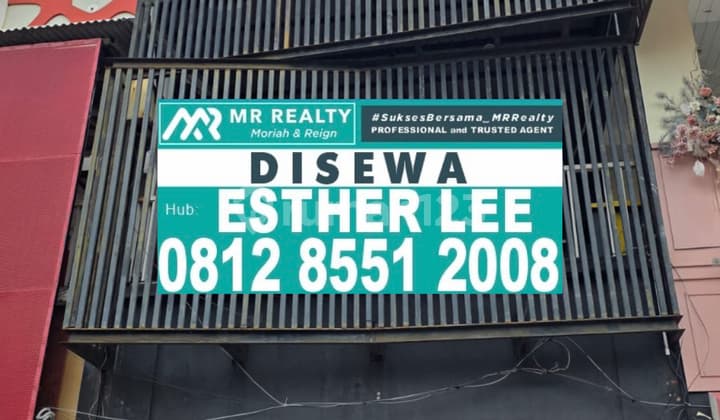 MR REALTY
Moriah & Reign
#SuksesBersama_MRRealty
PROFESSIONAL and TRUSTED AGENT
DISEWA
Hub: ESTHER LEE
0812 8551 2008